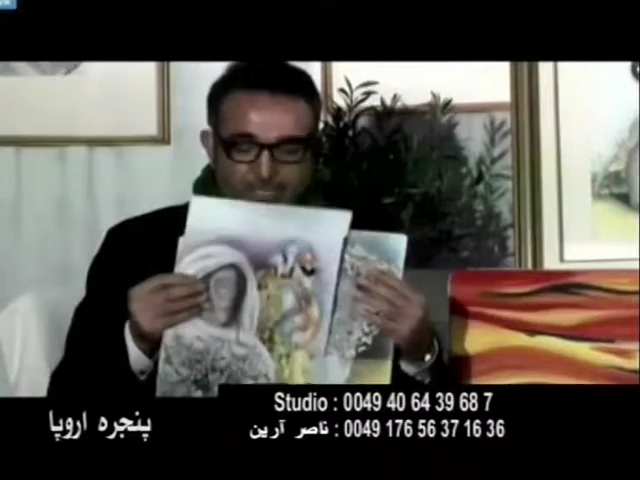 Studio : 0049 40 64 39 68 7
ناصر آرین : 0049 176 56 37 16 36
پنجره اروپا